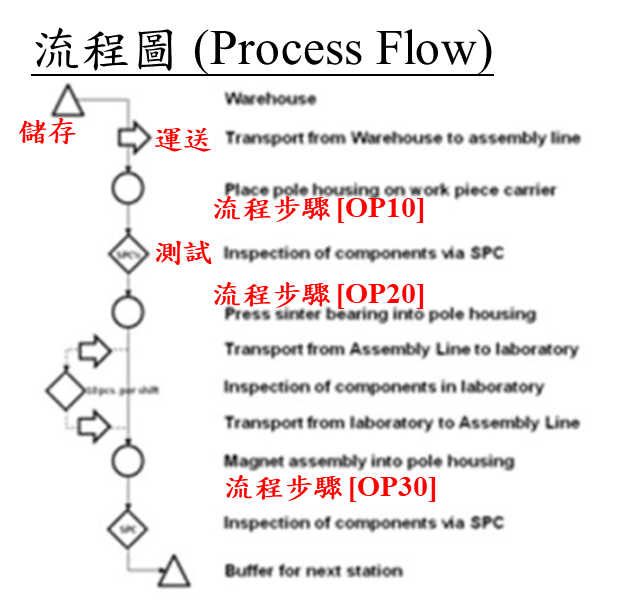 流程圖 (Process Flow)
Warehouse
儲存
運送
Transport from Warehouse to assembly line
Place pole housing on work piece carrier
流程步驟 [OP10]
SPC's
測試
Inspection of components via SPC
流程步驟 [OP20]
Press sinter bearing into pole housing
Transport from Assembly Line to laboratory
10 pcs. per shift
Inspection of components in laboratory
Transport from laboratory to Assembly Line
Magnet assembly into pole housing
流程步驟 [OP30]
SPC
Inspection of components via SPC
Buffer for next station